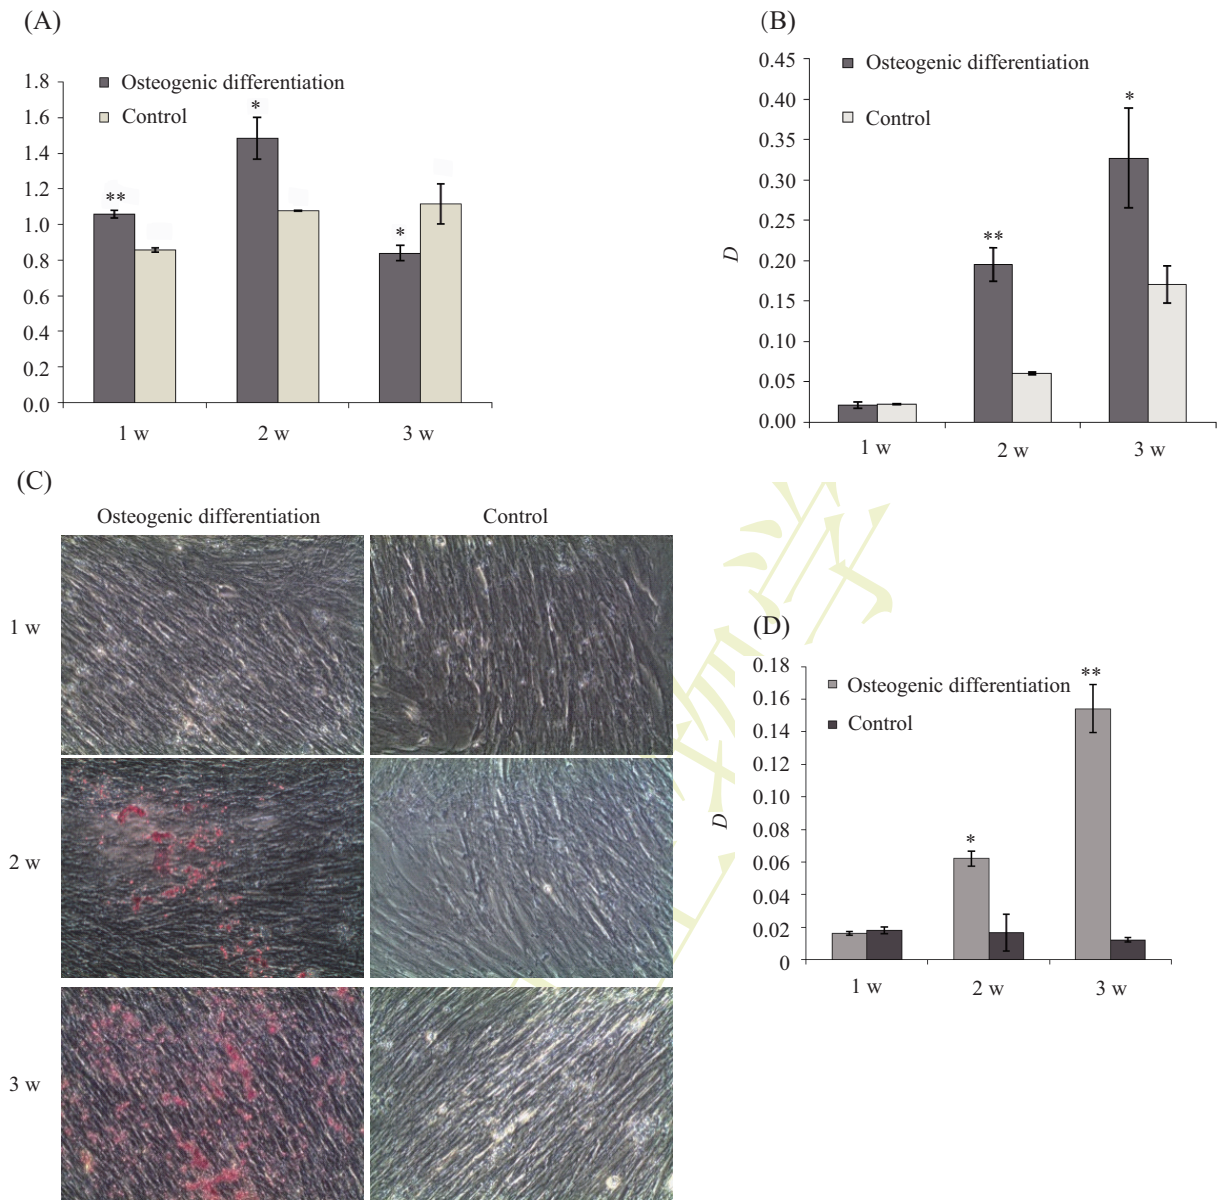 (A)
1.8
1.6
1.4
1.2
1.0
0.8
0.6
0.4
0.2
0.0
Osteogenic differentiation
Control
**
*
*
1 w
2 w
3 w
(B)
D
0.45
0.40
0.35
0.30
0.25
0.20
0.15
0.10
0.05
0.00
Osteogenic differentiation
Control
**
*
1 w
2 w
3 w
(C)
Osteogenic differentiation
Control
1 w
2 w
3 w
(D)
D
0.18
0.16
0.14
0.12
0.10
0.08
0.06
0.04
0.02
0
Osteogenic differentiation
Control
*
**
1 w
2 w
3 w
物学